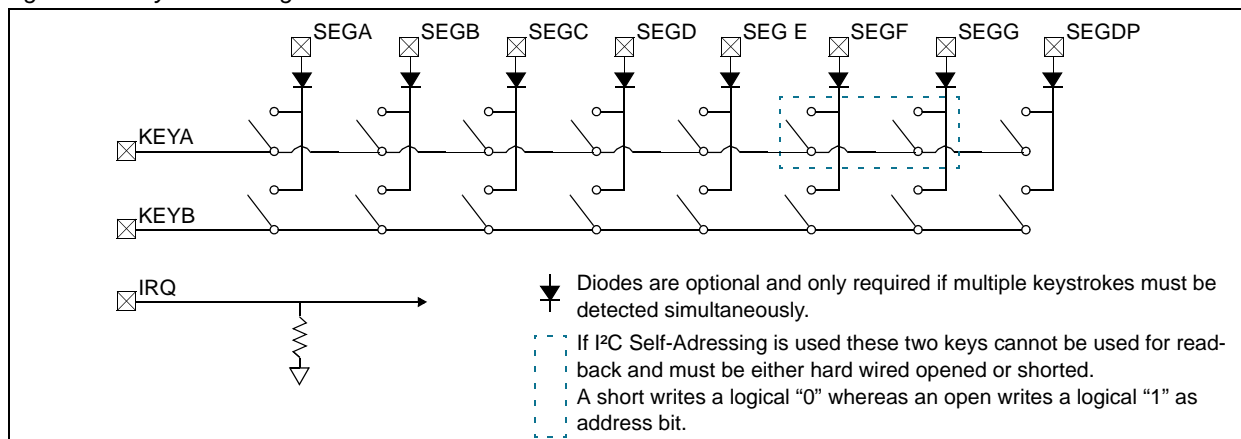 SEGA SEGB SEGC SEGD SEG E SEGF SEGG SEGDP
KEYA
KEYB
IRQ
Diodes are optional and only required if multiple keystrokes must be
detected simultaneously.
If I²C Self-Adressing is used these two keys cannot be used for read-
back and must be either hard wired opened or shorted.
A short writes a logical “0” whereas an open writes a logical “1” as
address bit.